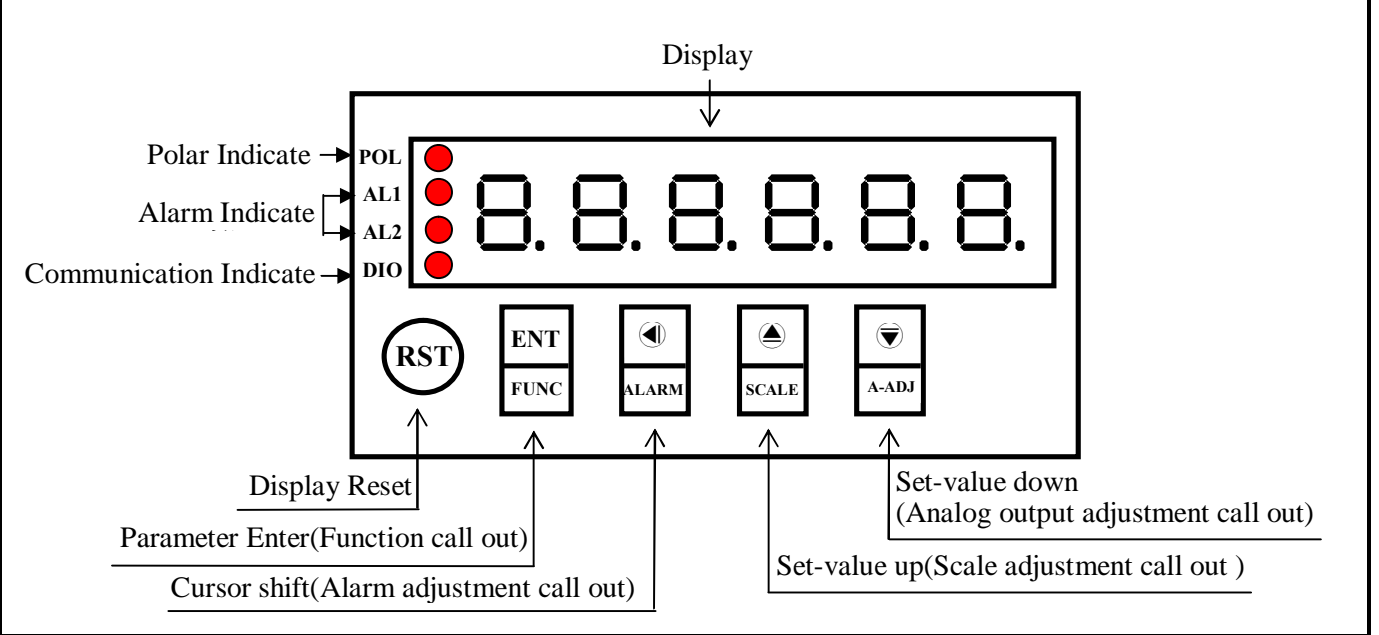 Display
Polar Indicate
POL
Alarm Indicate
AL1
AL2
Communication Indicate
DIO
8.8.8.8.8.8.
RST
ENT
FUNC
ALARM
SCALE
A-ADJ
Display Reset
Parameter Enter(Function call out)
Cursor shift(Alarm adjustment call out)
Set-value down
(Analog output adjustment call out)
Set-value up(Scale adjustment call out )